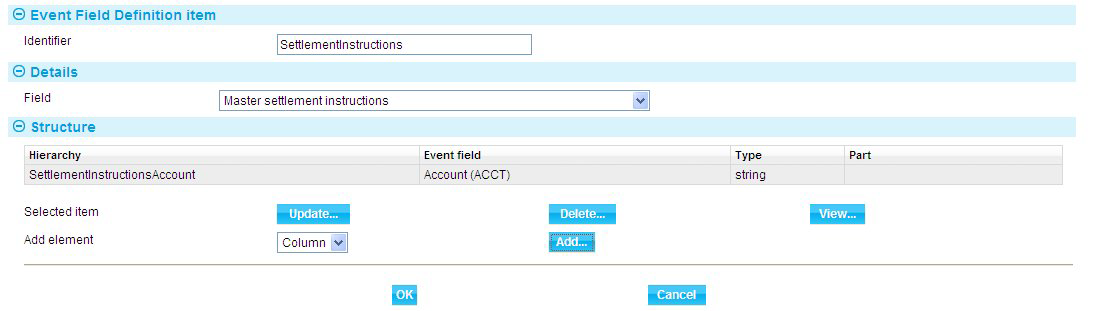 Event Field Definition item
Identifier SettlementInstructions
Details
Field Master settlement instructions
Structure
Hierarchy Event field Type Part
SettlementInstructionsAccount Account (ACCT) string
Selected item Update... Delete... View...
Add element Column Add...
OK Cancel